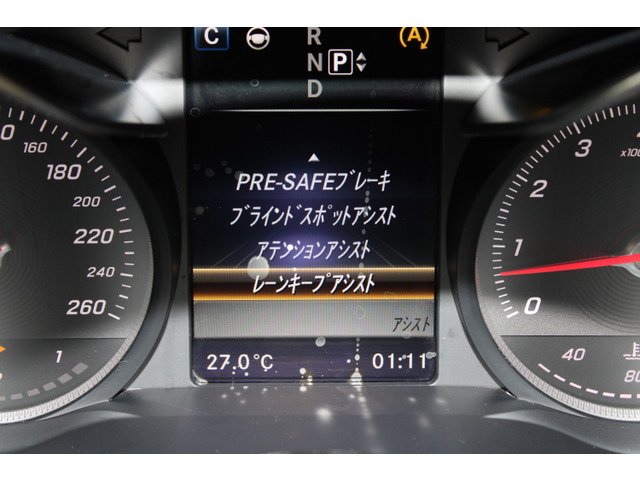 C
R
N P
D
A
PRE-SAFEブレーキ
ブラインドスポットアシスト
アテンションアシスト
レーンキープアシスト
アシスト
27.0℃ 01:11
160
180
200
220
240
260
1
3
2
1
0
x100
40
80